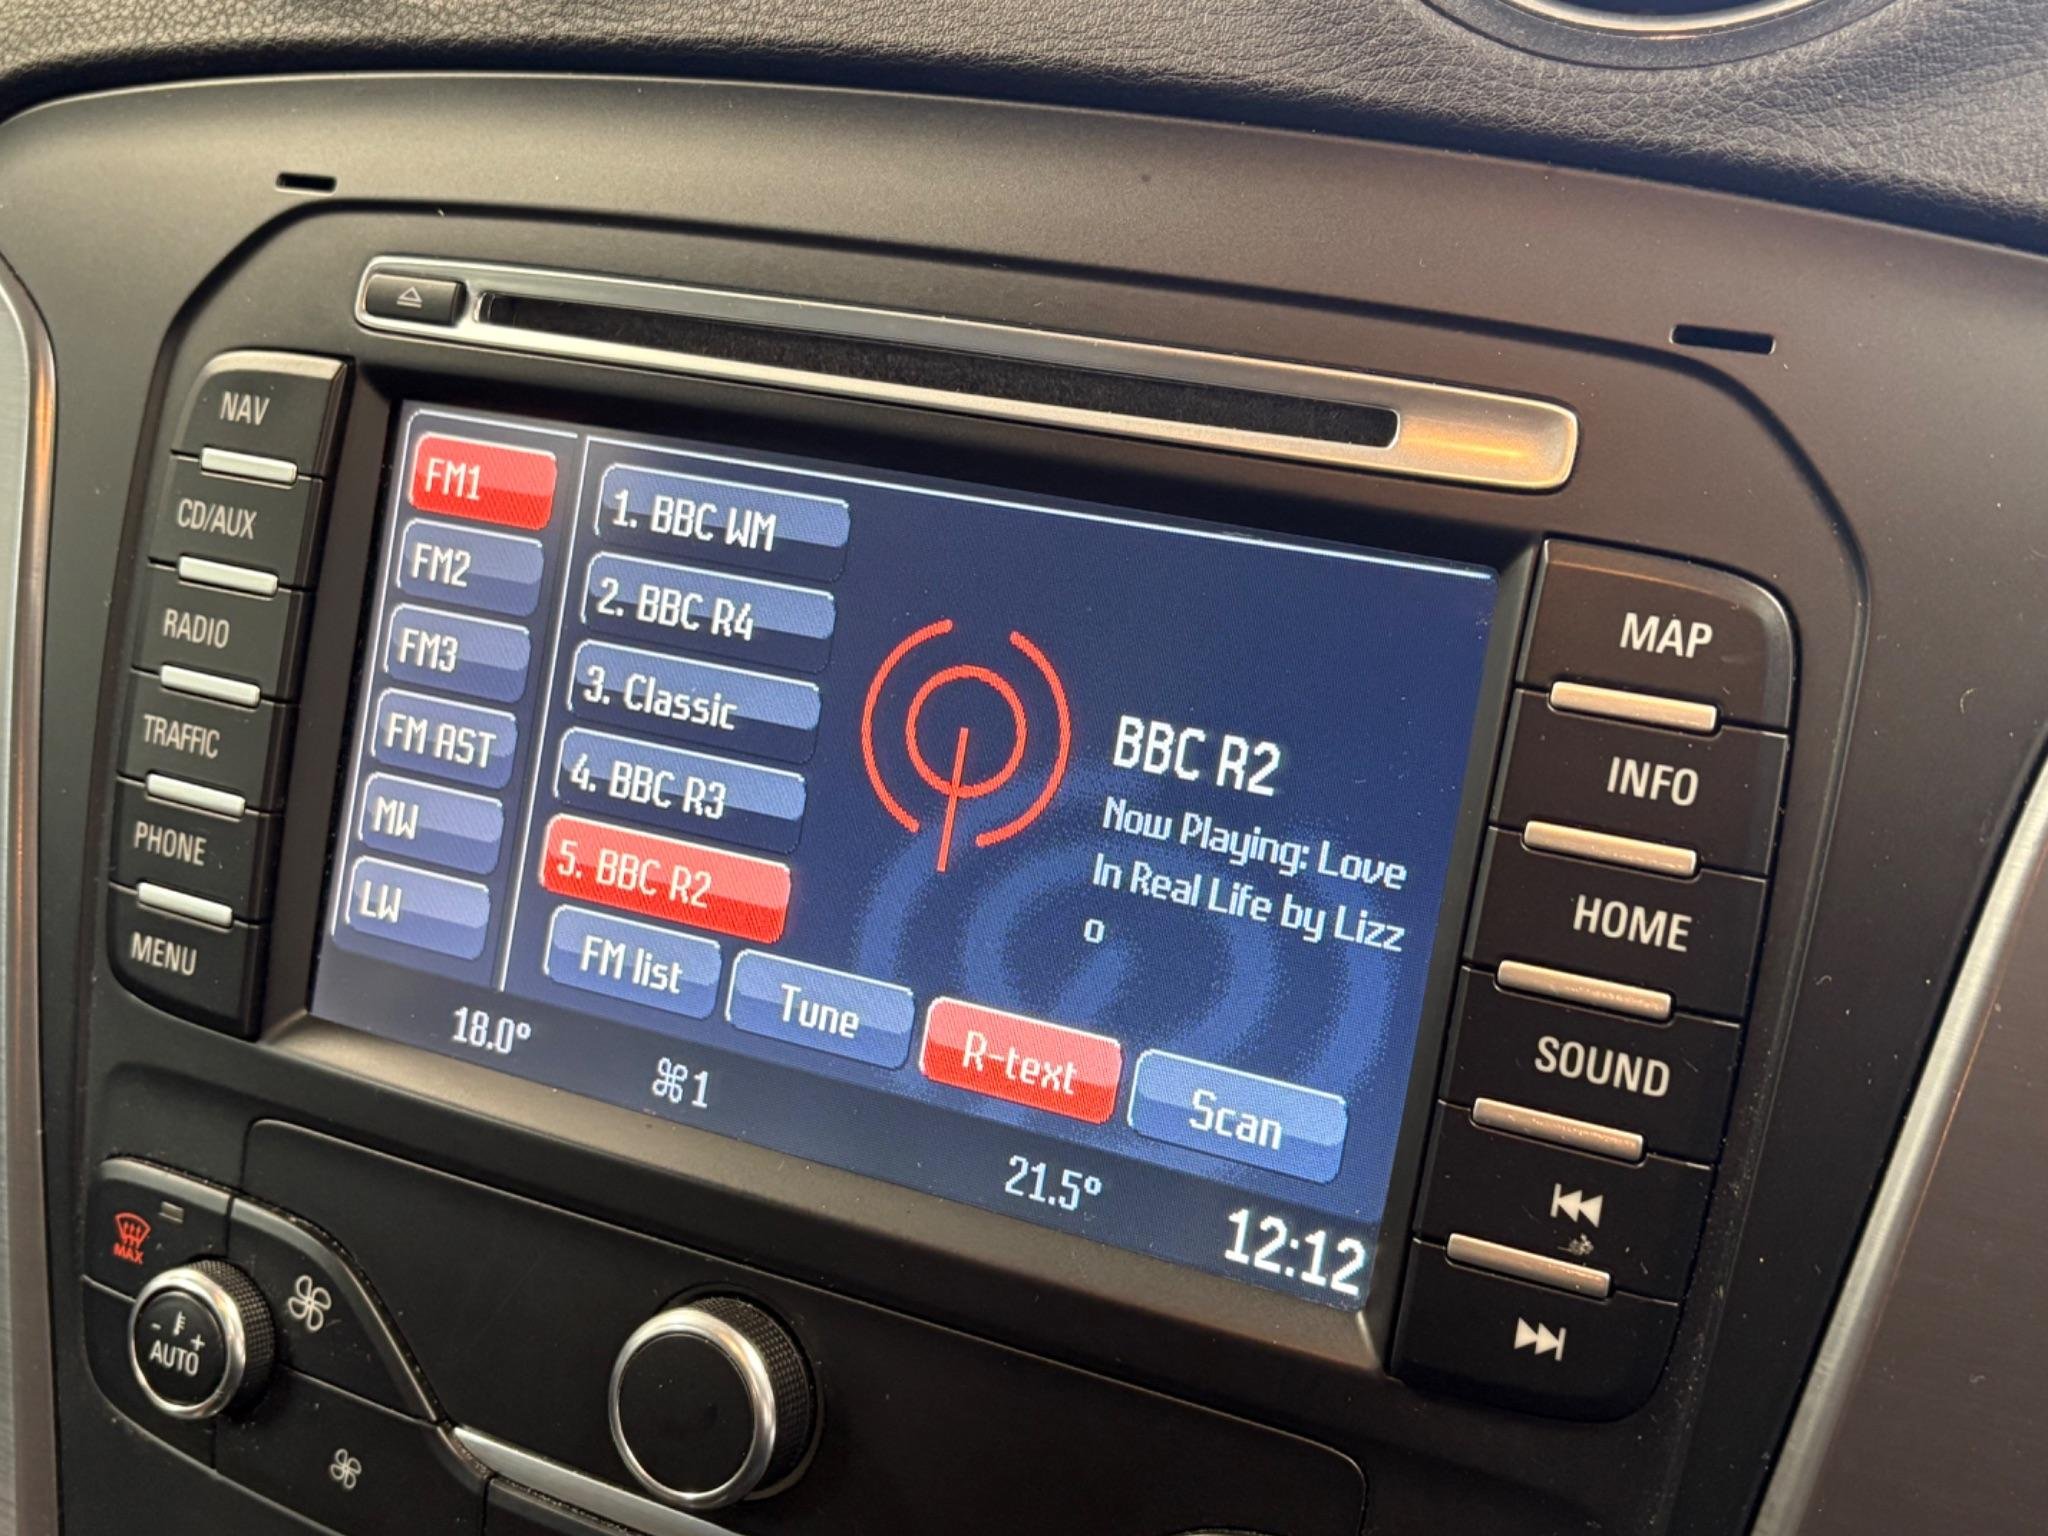 NAV
CD/AUX
RADIO
TRAFFIC
PHONE
MENU
FM1
FM2
FM3
FM AST
MW
LW
1. BBC WM
2. BBC R4
3. Classic
4. BBC R3
5. BBC R2
BBC R2
Now Playing: Love
In Real Life by Lizz
o
FM list
Tune
R-text
Scan
18.0°
1
21.5°
12:12
MAP
INFO
HOME
SOUND
MAX
- +
AUTO